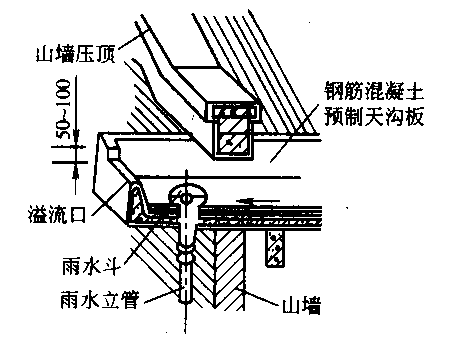 山墙压顶
钢筋混凝土
预制天沟板
50~100
溢流口
雨水斗
雨水立管
山墙